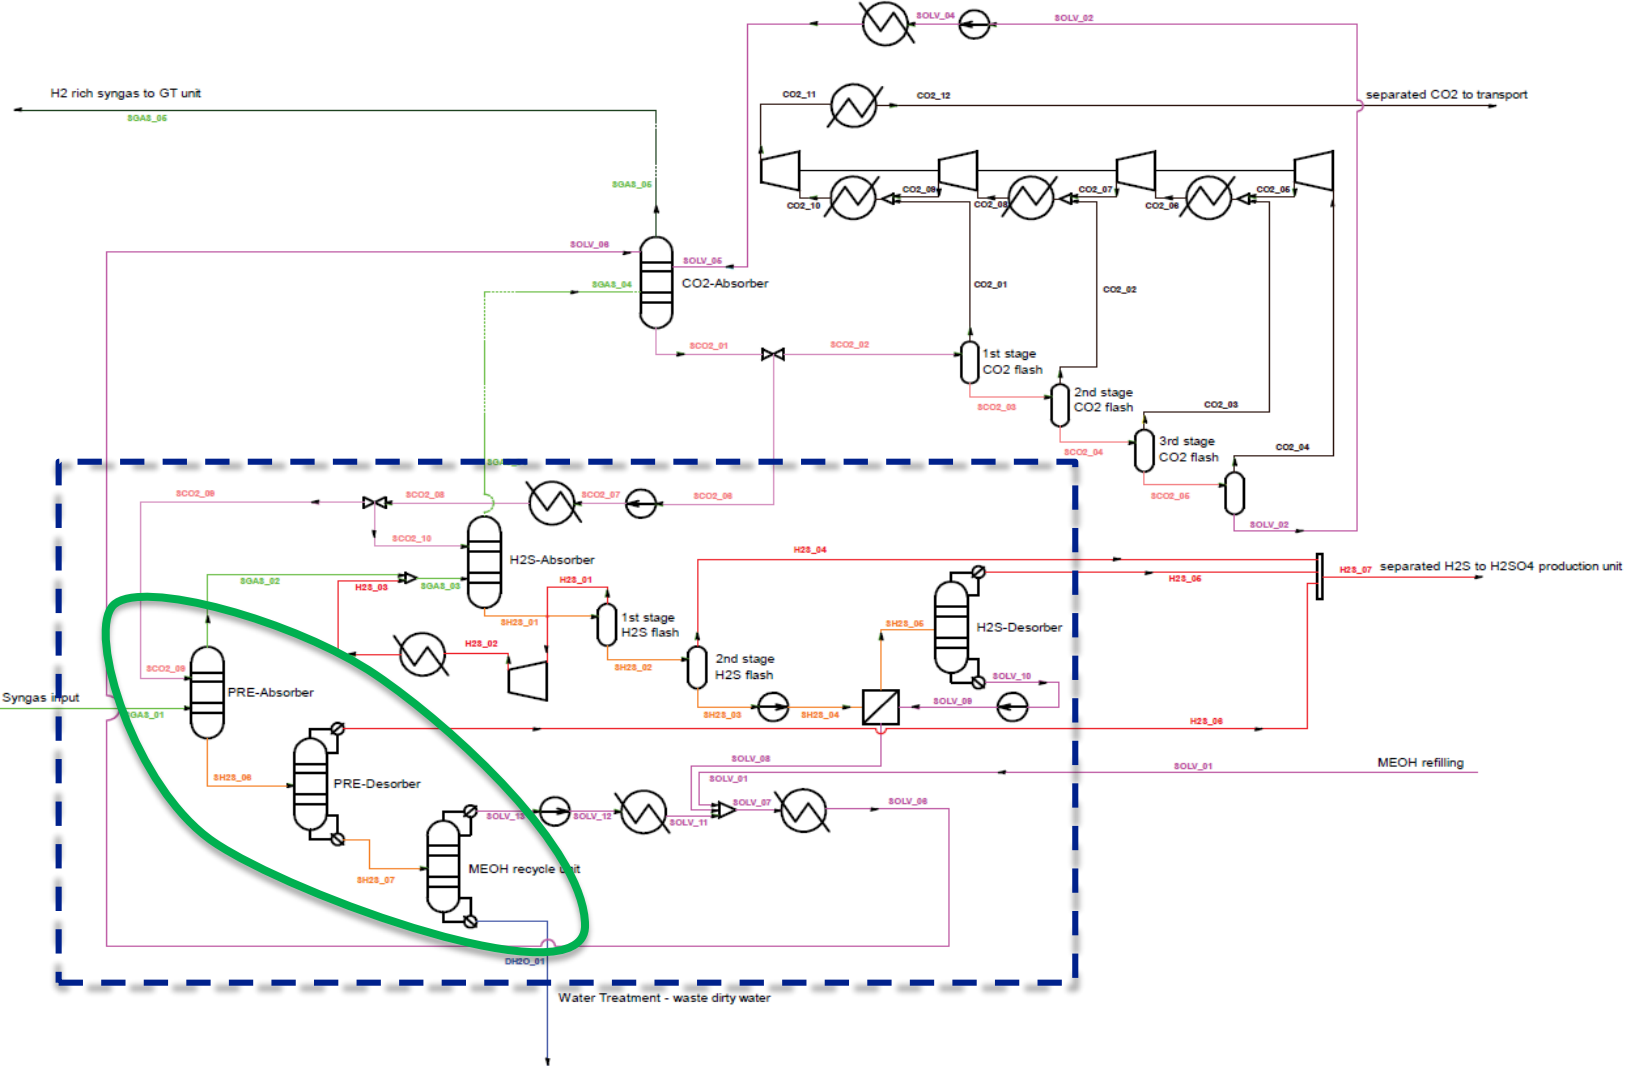 SOLV_04
SOLV_02
H2 rich syngas to GT unit
SGAS_06
CO2_11
CO2_12
separated CO2 to transport
SGAS_05
CO2_10
CO2_09
CO2_08
CO2_07
CO2_06
CO2_05
SOLV_06
SOLV_05
SGAS_04
CO2-Absorber
CO2_01
CO2_02
SCO2_01
SCO2_02
1st stage
CO2 flash
SCO2_03
2nd stage
CO2 flash
CO2_03
SCO2_04
3rd stage
CO2 flash
CO2_04
SCO2_05
SOLV_02
SCO2_09
SCO2_08
SCO2_07
SCO2_06
SCO2_10
H2S-Absorber
H2S_04
SGAS_02
H2S_03
SGAS_03
H2S_01
H2S_05
H2S_07
separated H2S to H2SO4 production unit
SH2S_01
1st stage
H2S flash
SH2S_05
H2S-Desorber
H2S_02
SH2S_02
2nd stage
H2S flash
SCO2_09
SOLV_10
Syngas input
SGAS_01
PRE-Absorber
SH2S_03
SH2S_04
SOLV_09
H2S_06
SH2S_06
PRE-Desorber
SOLV_08
SOLV_01
SOLV_01
MEOH refilling
SOLV_13
SOLV_12
SOLV_11
SOLV_07
SOLV_06
SH2S_07
MEOH recycle unit
DH2O_01
Water Treatment - waste dirty water